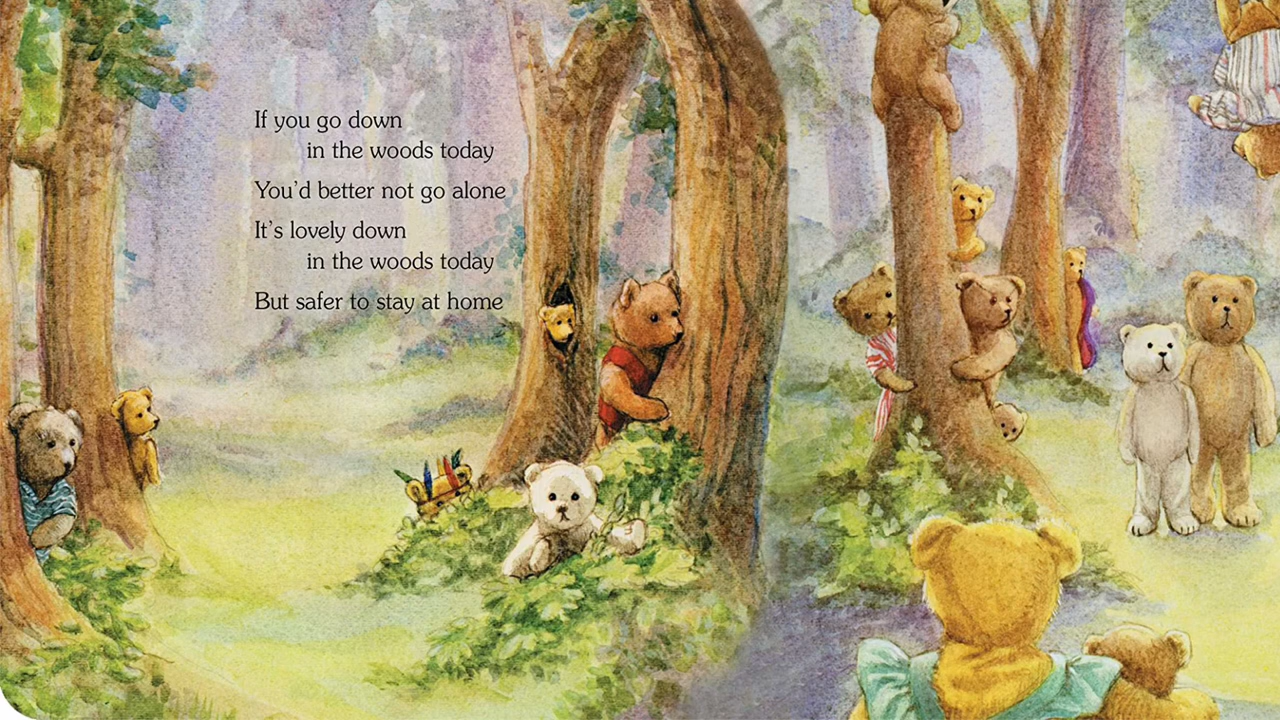 If you go down
in the woods today
You'd better not go alone
It's lovely down
in the woods today
But safer to stay at home